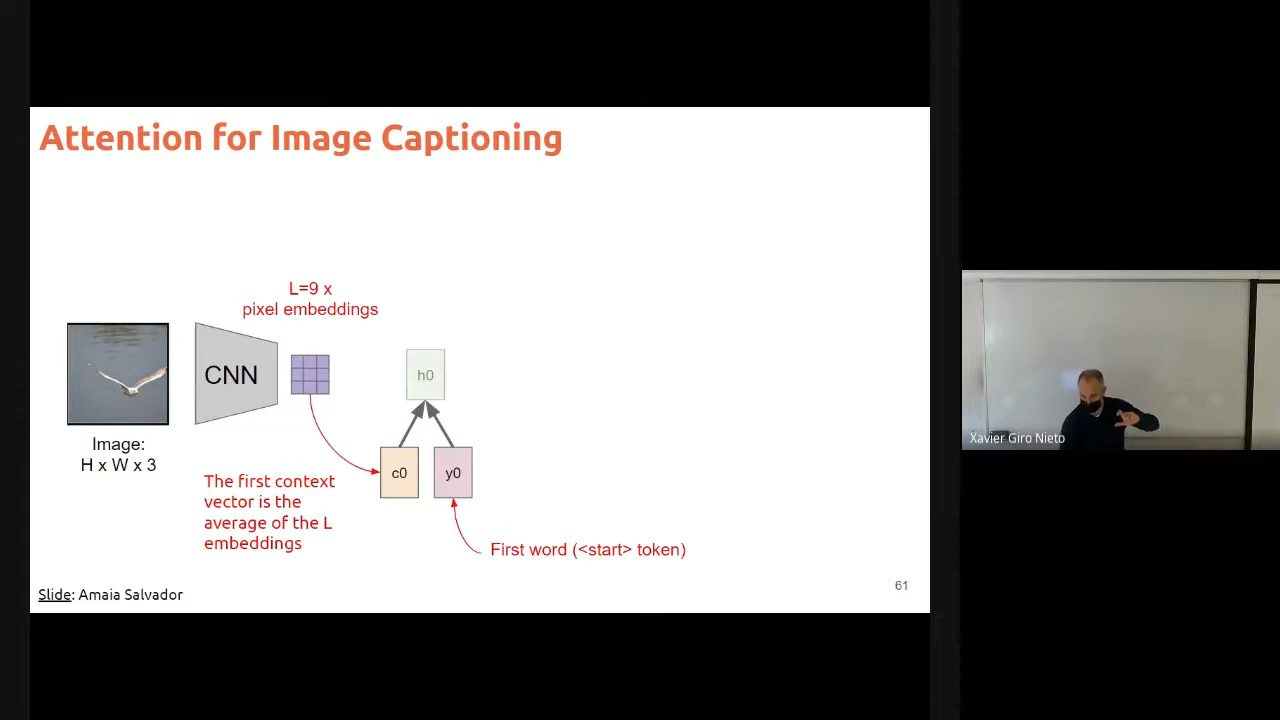 Attention for Image Captioning
L=9 x
pixel embeddings
CNN
h0
Image:
H x W x 3
c0
y0
The first context
vector is the
average of the L
embeddings
First word (<start> token)
Slide: Amaia Salvador
61
Xavier Giro Nieto